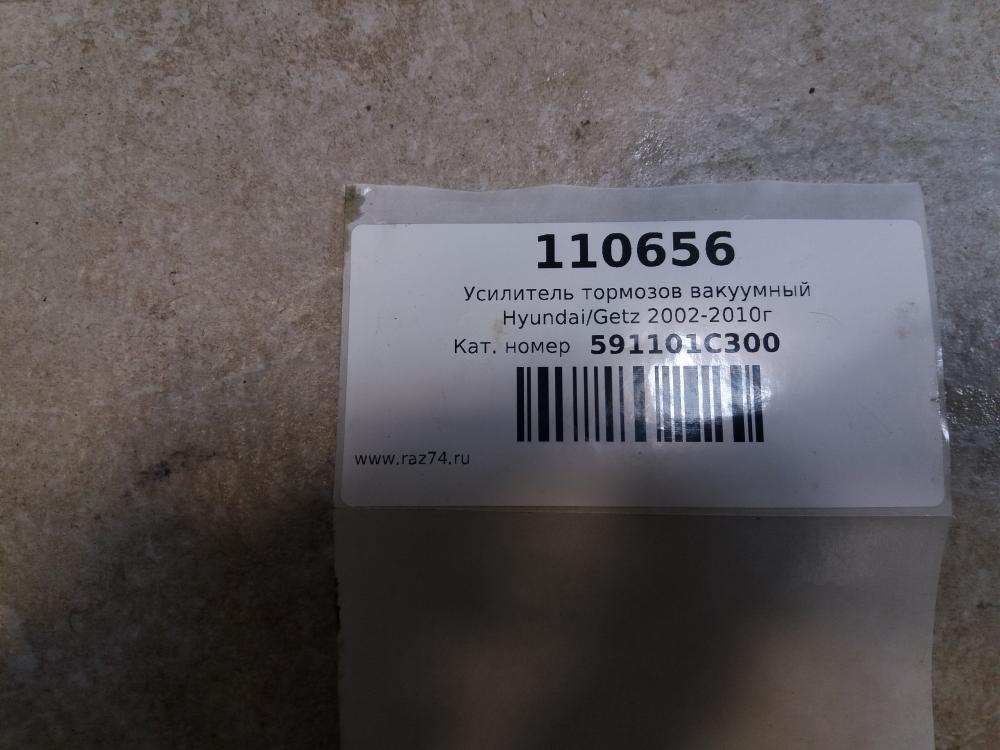 110656
Усилитель тормозов вакуумный
Hyundai/Getz 2002-2010г
Кат. номер 591101C300
www.raz74.ru